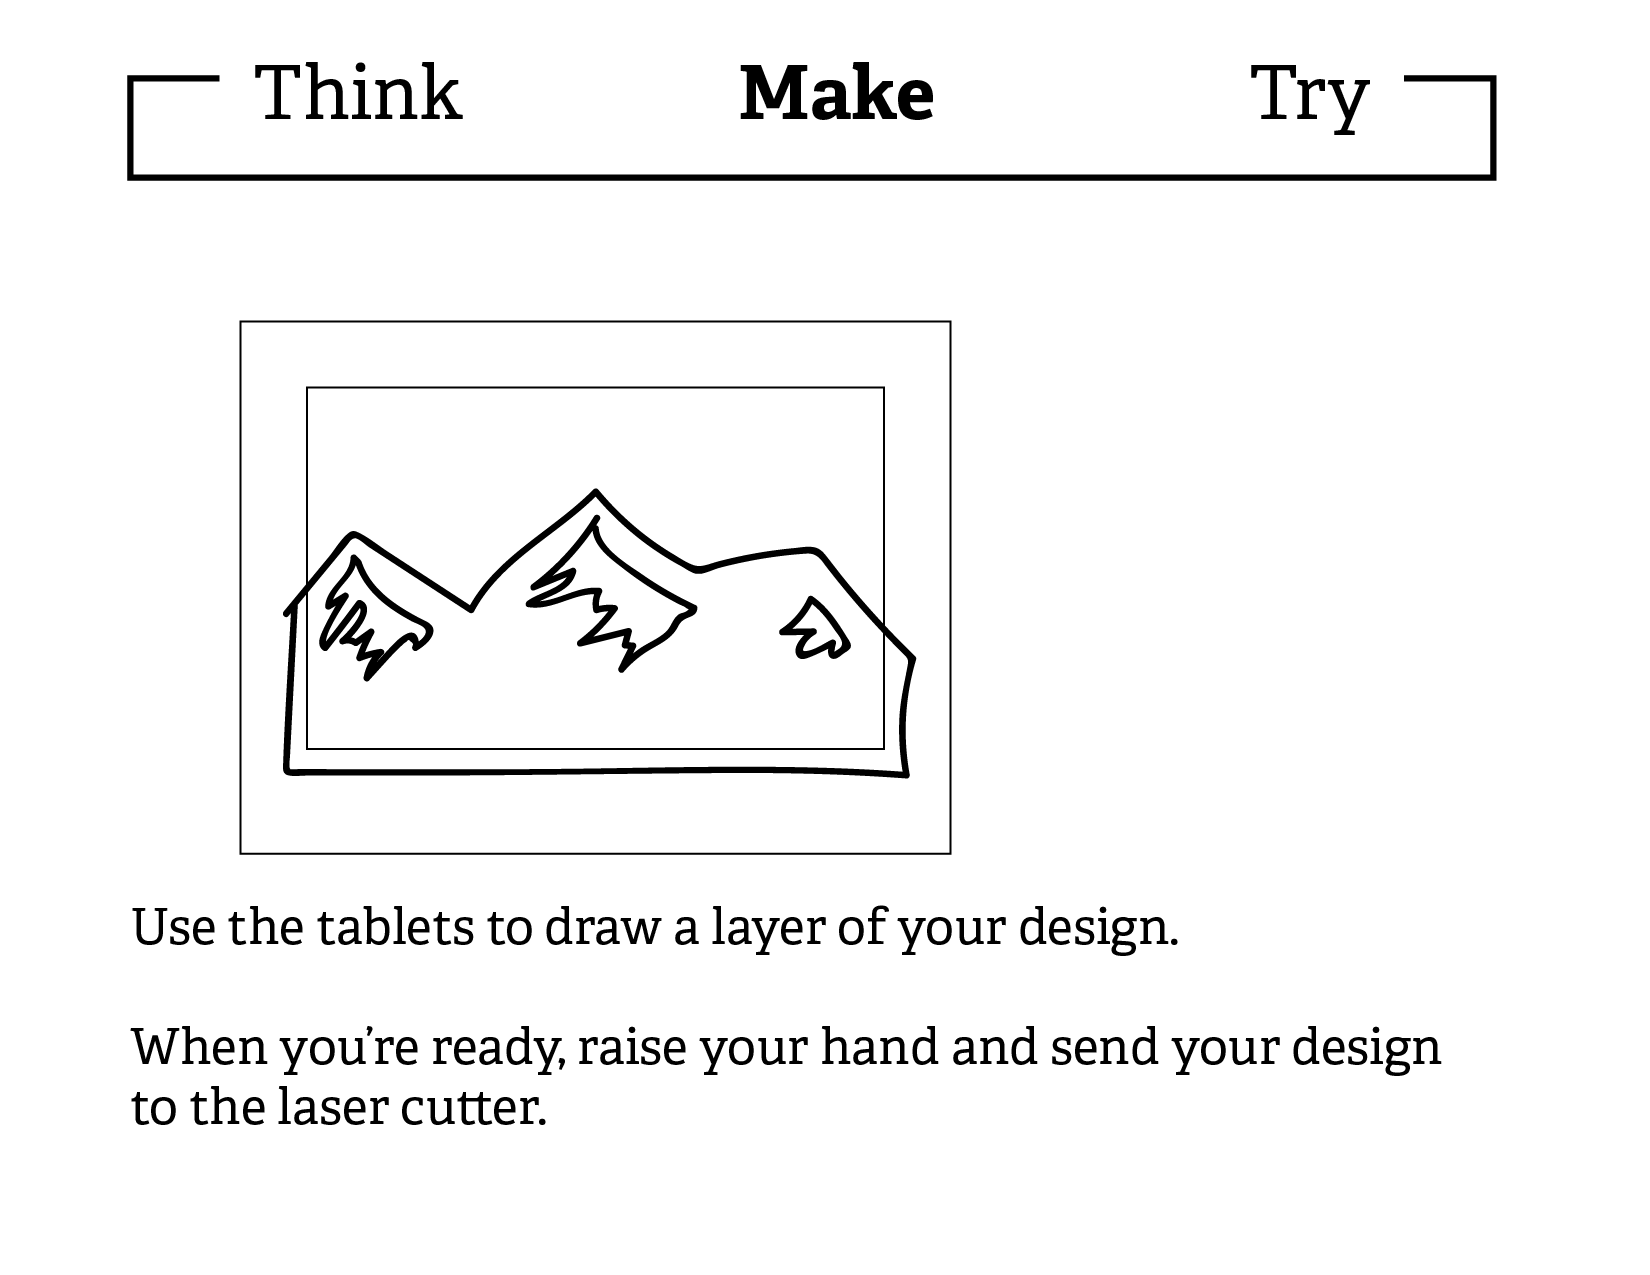 Think Make Try
Use the tablets to draw a layer of your design.
When you’re ready, raise your hand and send your design
to the laser cutter.